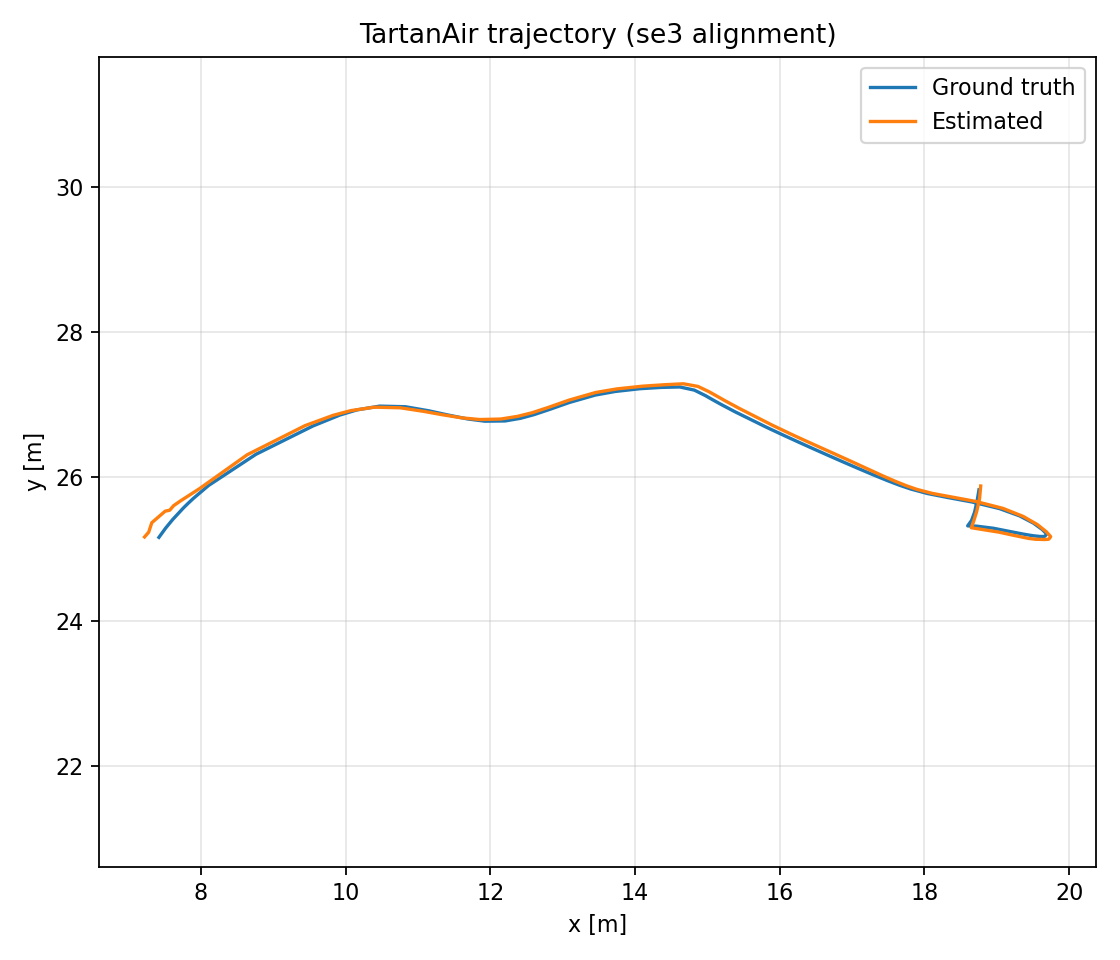 TartanAir trajectory (se3 alignment)
Ground truth
Estimated
y [m]
30
28
26
24
22
8 10 12 14 16 18 20
x [m]